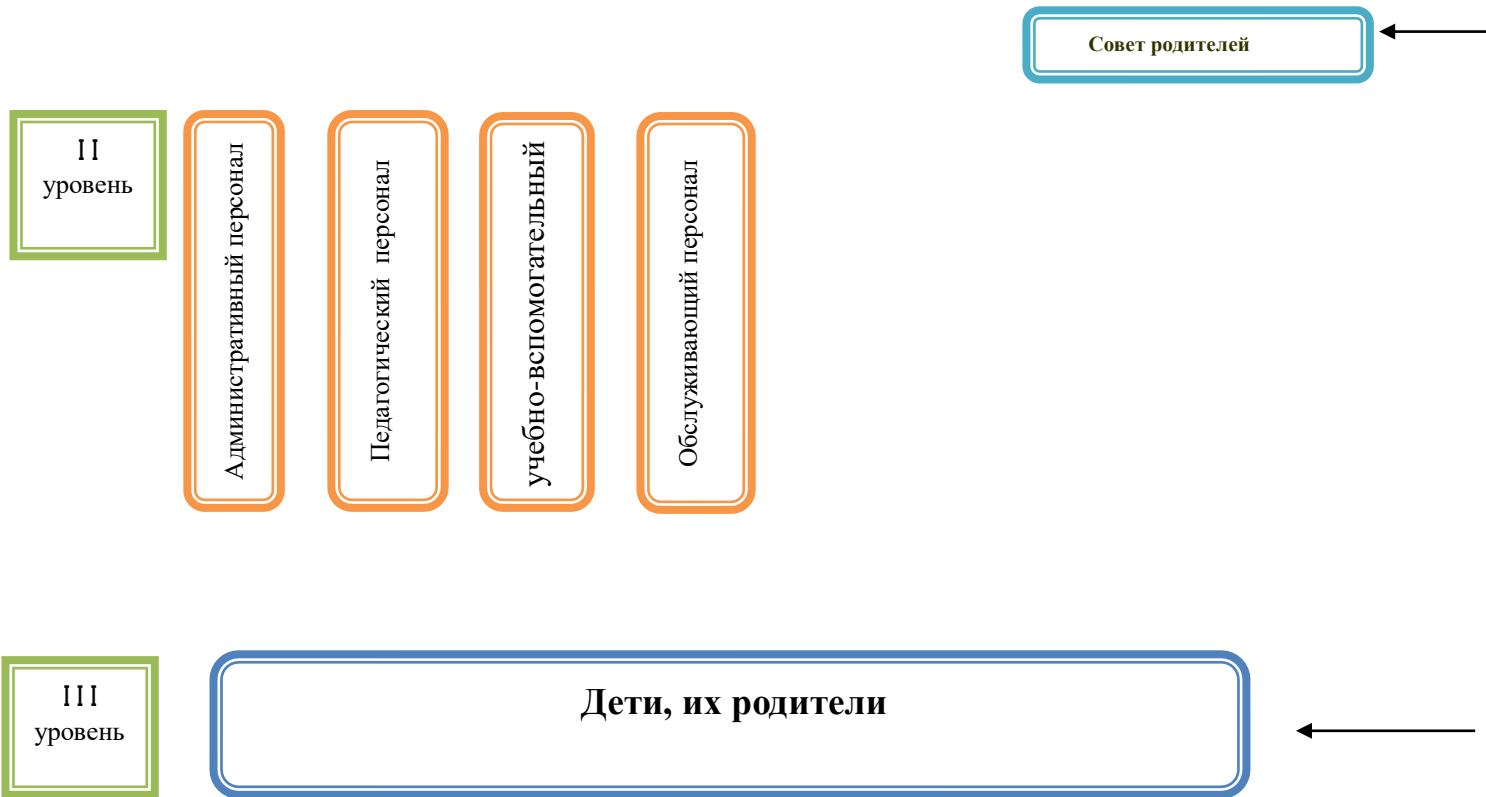 Совет родителей
II
уровень
Административный персонал
Педагогический персонал
учебно-вспомогательный
Обслуживающий персонал
III
уровень
Дети, их родители